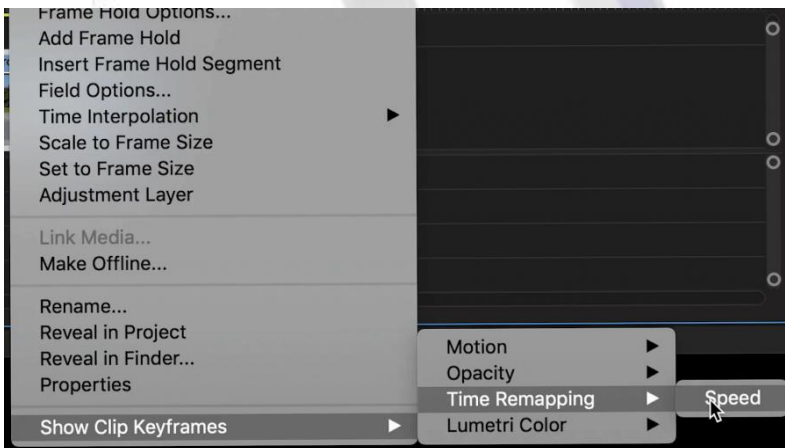 Frame Hold Options...
Add Frame Hold
Insert Frame Hold Segment
Field Options...
Time Interpolation
Scale to Frame Size
Set to Frame Size
Adjustment Layer
Link Media...
Make Offline...
Rename...
Reveal in Project
Reveal in Finder...
Properties
Show Clip Keyframes
Motion
Opacity
Time Remapping
Lumetri Color
Speed